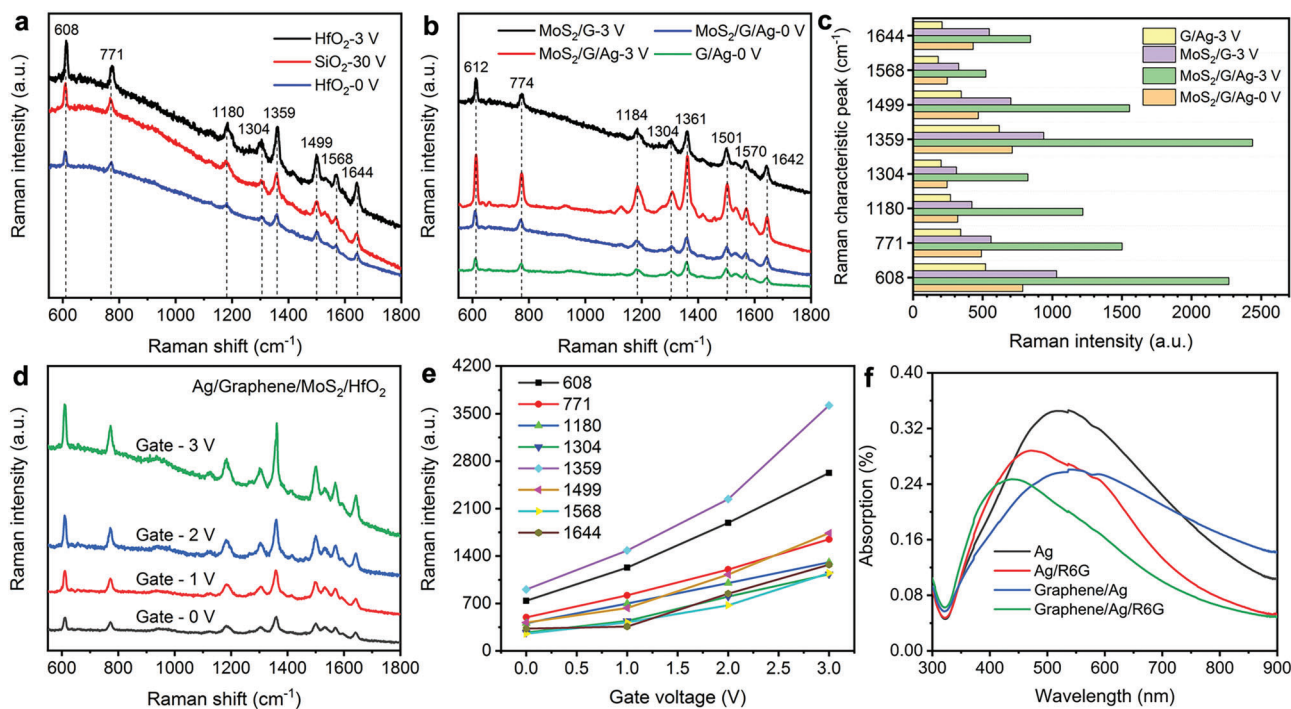 a
608
771
1180
1304
1359
1499
1568
1644
HfO2-3 V
SiO2-30 V
HfO2-0 V
Raman intensity (a.u.)
600 800 1000 1200 1400 1600 1800
Raman shift (cm-1)
b
MoS2/G-3 V MoS2/G/Ag-0 V
MoS2/G/Ag-3 V G/Ag-0 V
612
774
1184
1304
1361
1501
1570
1642
Raman intensity (a.u.)
600 800 1000 1200 1400 1600 1800
Raman shift (cm-1)
c
G/Ag-3 V
MoS2/G-3 V
MoS2/G/Ag-3 V
MoS2/G/Ag-0 V
Raman characteristic peak (cm-1)
1644
1568
1499
1359
1304
1180
771
608
0 500 1000 1500 2000 2500
Raman intensity (a.u.)
d
Ag/Graphene/MoS2/HfO2
Gate - 3 V
Gate - 2 V
Gate - 1 V
Gate - 0 V
Raman intensity (a.u.)
600 800 1000 1200 1400 1600 1800
Raman shift (cm-1)
e
608
771
1180
1304
1359
1499
1568
1644
Raman intensity (a.u.)
4200
3500
2800
2100
1400
700
0
0.0 1.0 2.0 3.0
Gate voltage (V)
f
Absorption (%)
0.40
0.32
0.24
0.16
0.08
0.00
Ag
Ag/R6G
Graphene/Ag
Graphene/Ag/R6G
300 400 500 600 700 800 900
Wavelength (nm)